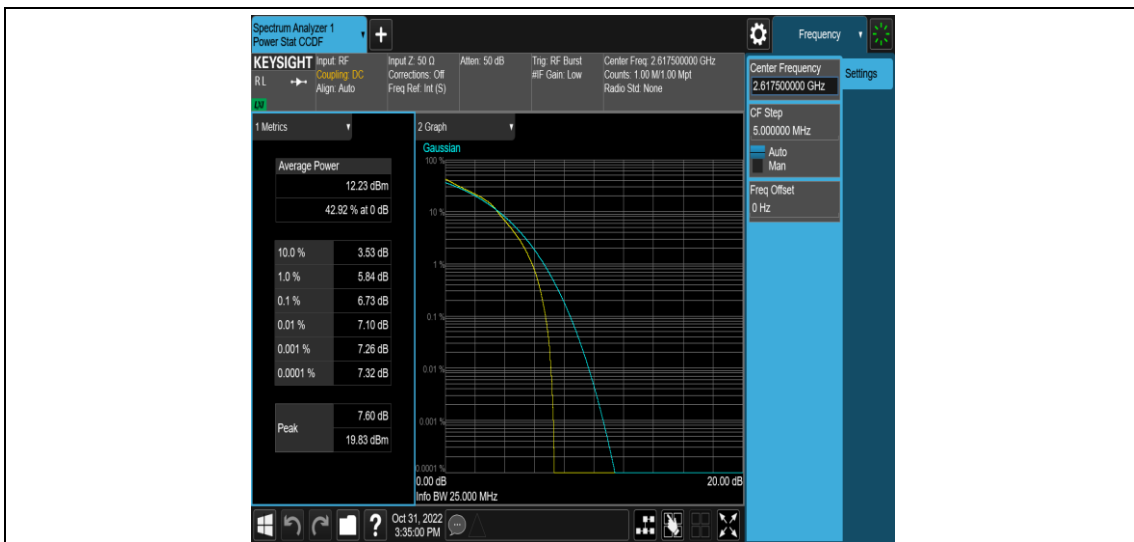 Spectrum Analyzer 1
Power Stat CCDF
+
Frequency
KEYSIGHT
RL
LXI
Input: RF
Coupling: DC
Align: Auto
Input Z: 50 Ω
Corrections: Off
Freq Ref: Int (S)
Atten: 50 dB
Trig: RF Burst
#IF Gain: Low
Center Freq: 2.617500000 GHz
Counts: 1.00 M/1.00 Mpt
Radio Std: None
Center Frequency
2.617500000 GHz
Settings
CF Step
5.000000 MHz
Auto
Man
Freq Offset
0 Hz
1 Metrics
Average Power
12.23 dBm
42.92 % at 0 dB
10.0 % 3.53 dB
1.0 % 5.84 dB
0.1 % 6.73 dB
0.01 % 7.10 dB
0.001 % 7.26 dB
0.0001 % 7.32 dB
Peak
7.60 dB
19.83 dBm
2 Graph
Gaussian
100 %
10 %
1 %
0.1 %
0.01 %
0.001 %
0.0001 %
0.00 dB 20.00 dB
Info BW 25.000 MHz
?
Oct 31, 2022
3:35:00 PM